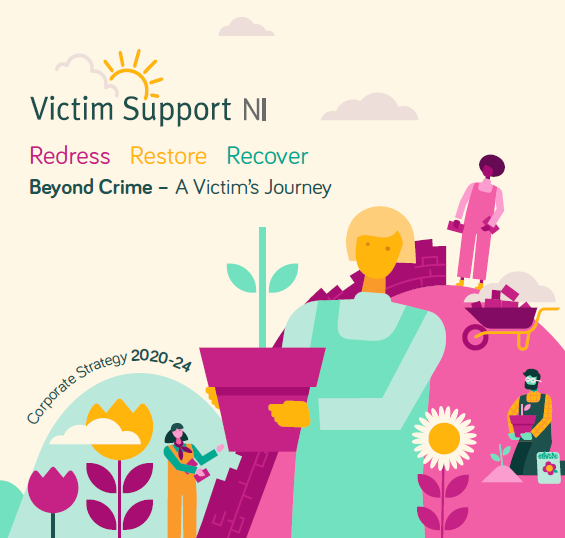 Victim Support NI
Redress Restore Recover
Beyond Crime – A Victim's Journey
Corporate Strategy 2020-24